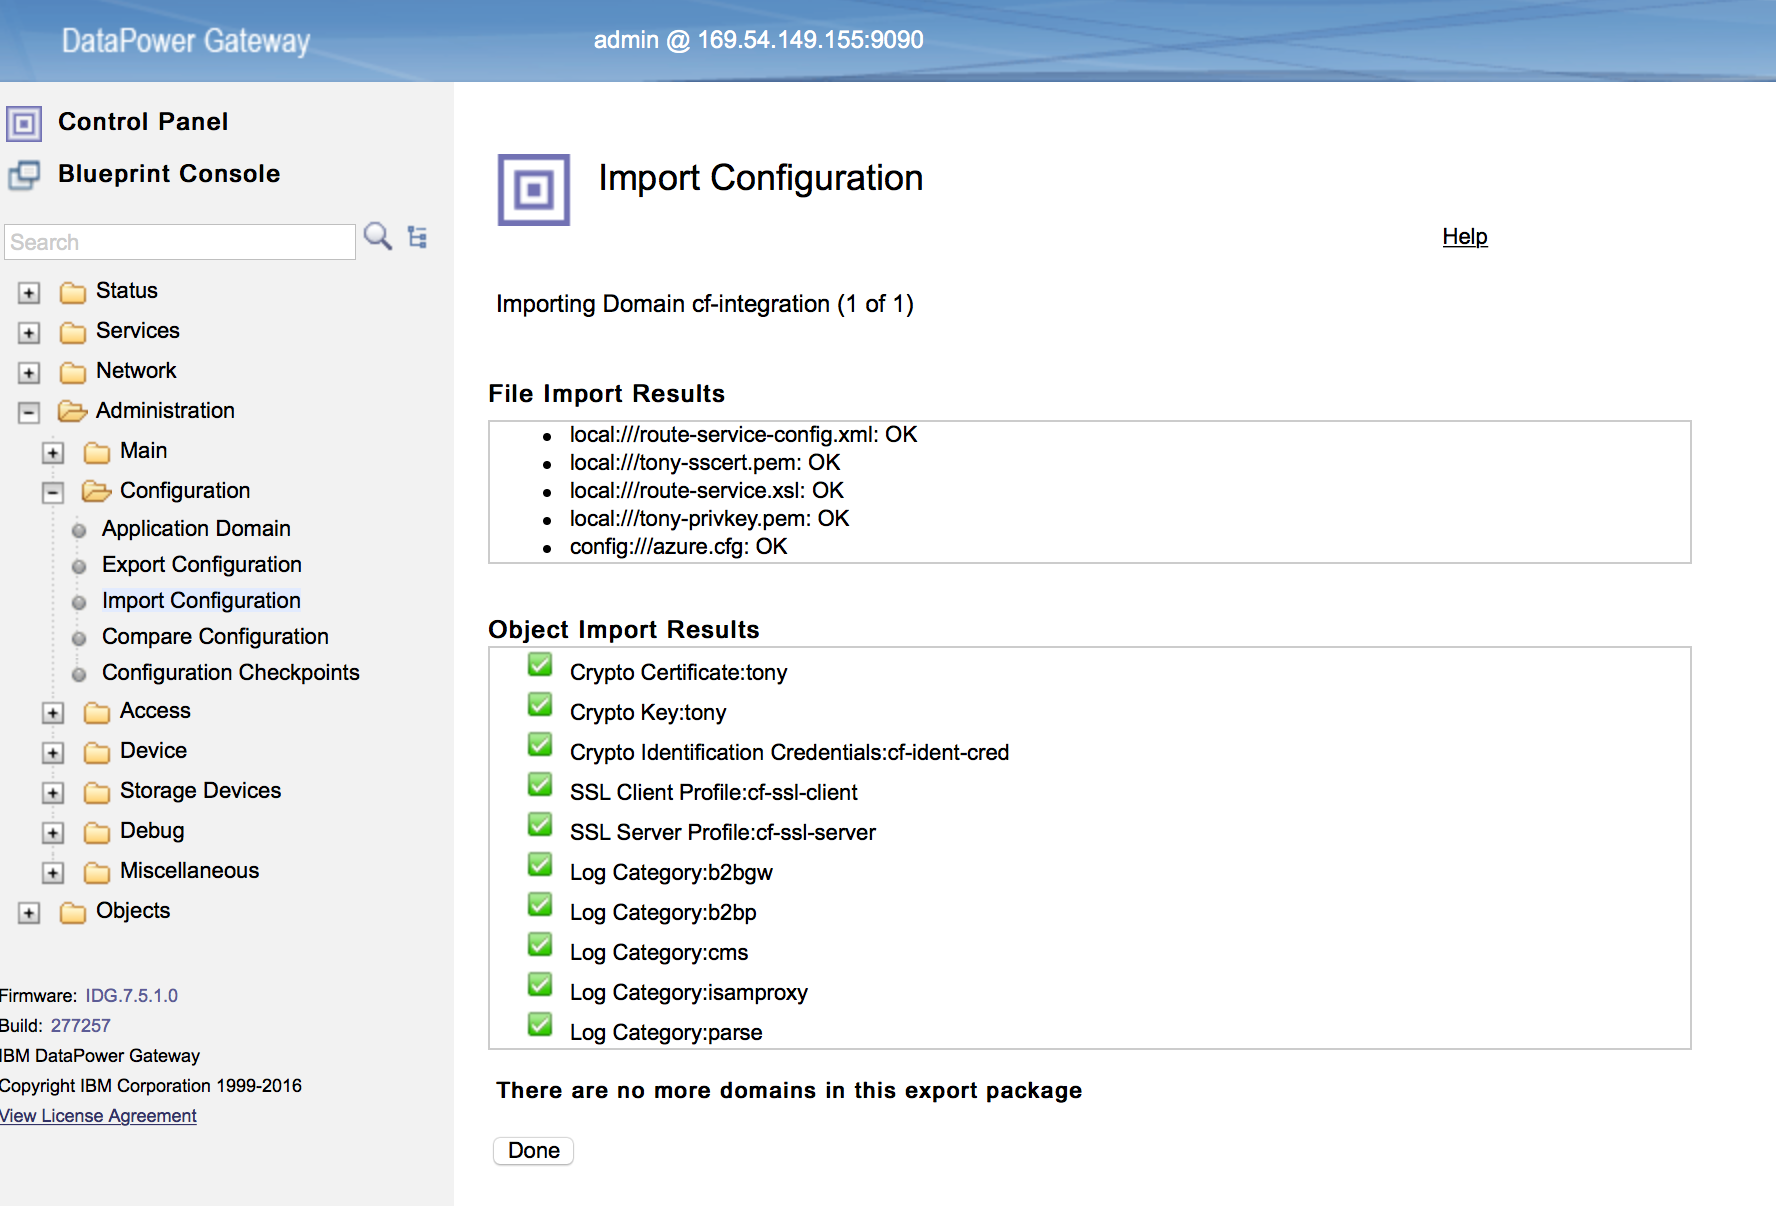 DataPower Gateway
admin @ 169.54.149.155:9090
Control Panel
Blueprint Console
Search
Status
Services
Network
Administration
Main
Configuration
Application Domain
Export Configuration
Import Configuration
Compare Configuration
Configuration Checkpoints
Access
Device
Storage Devices
Debug
Miscellaneous
Objects
Firmware: IDG.7.5.1.0
Build: 277257
IBM DataPower Gateway
Copyright IBM Corporation 1999-2016
View License Agreement
Import Configuration
Help
Importing Domain cf-integration (1 of 1)
File Import Results
local:///route-service-config.xml: OK
local:///tony-sscert.pem: OK
local:///route-service.xsl: OK
local:///tony-privkey.pem: OK
config:///azure.cfg: OK
Object Import Results
Crypto Certificate:tony
Crypto Key:tony
Crypto Identification Credentials:cf-ident-cred
SSL Client Profile:cf-ssl-client
SSL Server Profile:cf-ssl-server
Log Category:b2bgw
Log Category:b2bp
Log Category:cms
Log Category:isamproxy
Log Category:parse
There are no more domains in this export package
Done